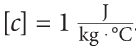 [c] = 1 J / kg · °C.